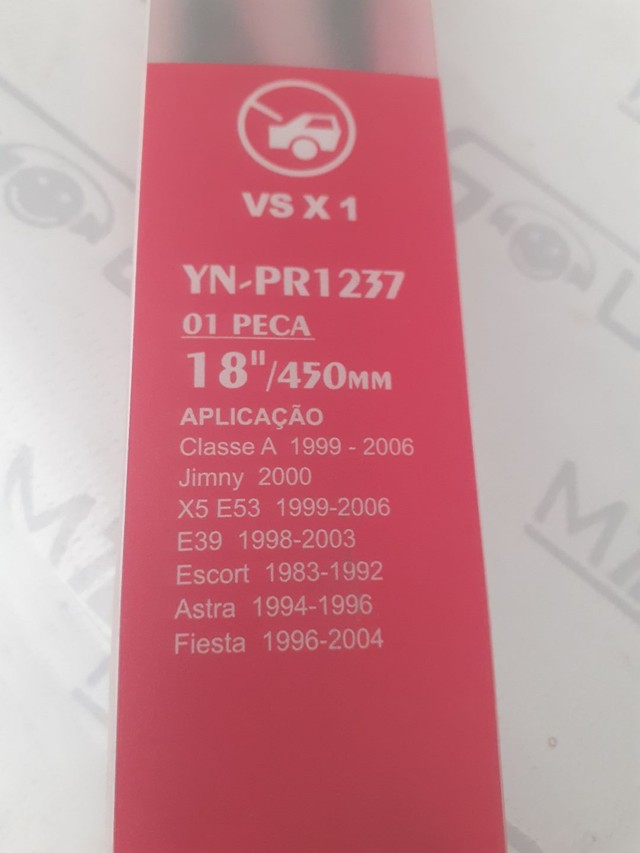 VS X 1
YN-PR1237
01 PECA
18"/450MM
APLICAÇÃO
Classe A 1999 - 2006
Jimny 2000
X5 E53 1999-2006
E39 1998-2003
Escort 1983-1992
Astra 1994-1996
Fiesta 1996-2004